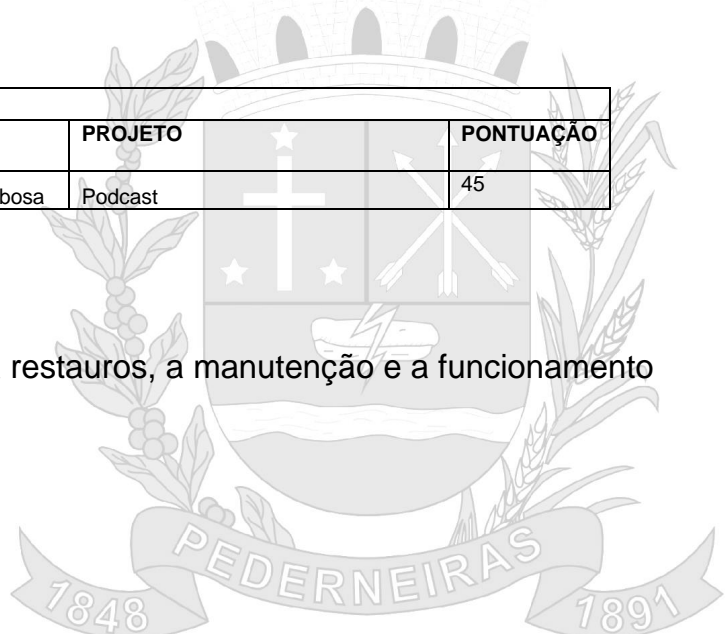 PROJETO PONTUAÇÃO
bosa Podcast 45
restauros, a manutenção e a funcionamento
PEDERNEIRAS
1848 1891